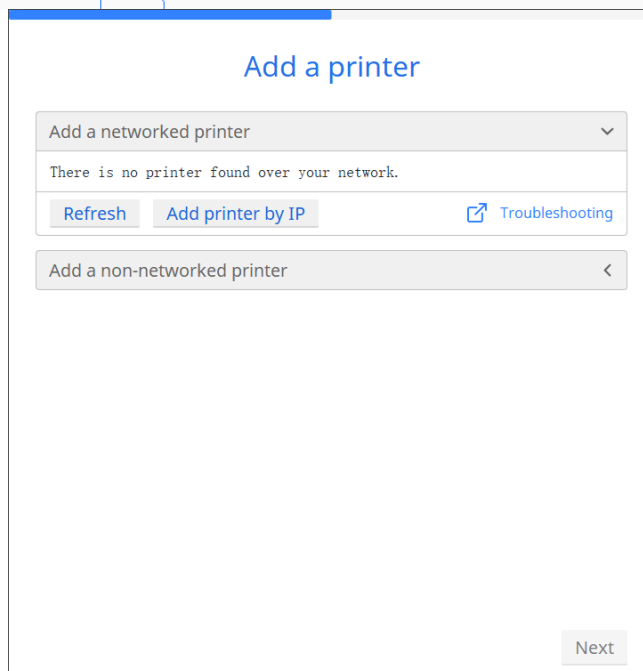 Add a printer
Add a networked printer
There is no printer found over your network.
Refresh Add printer by IP Troubleshooting
Add a non-networked printer
Next